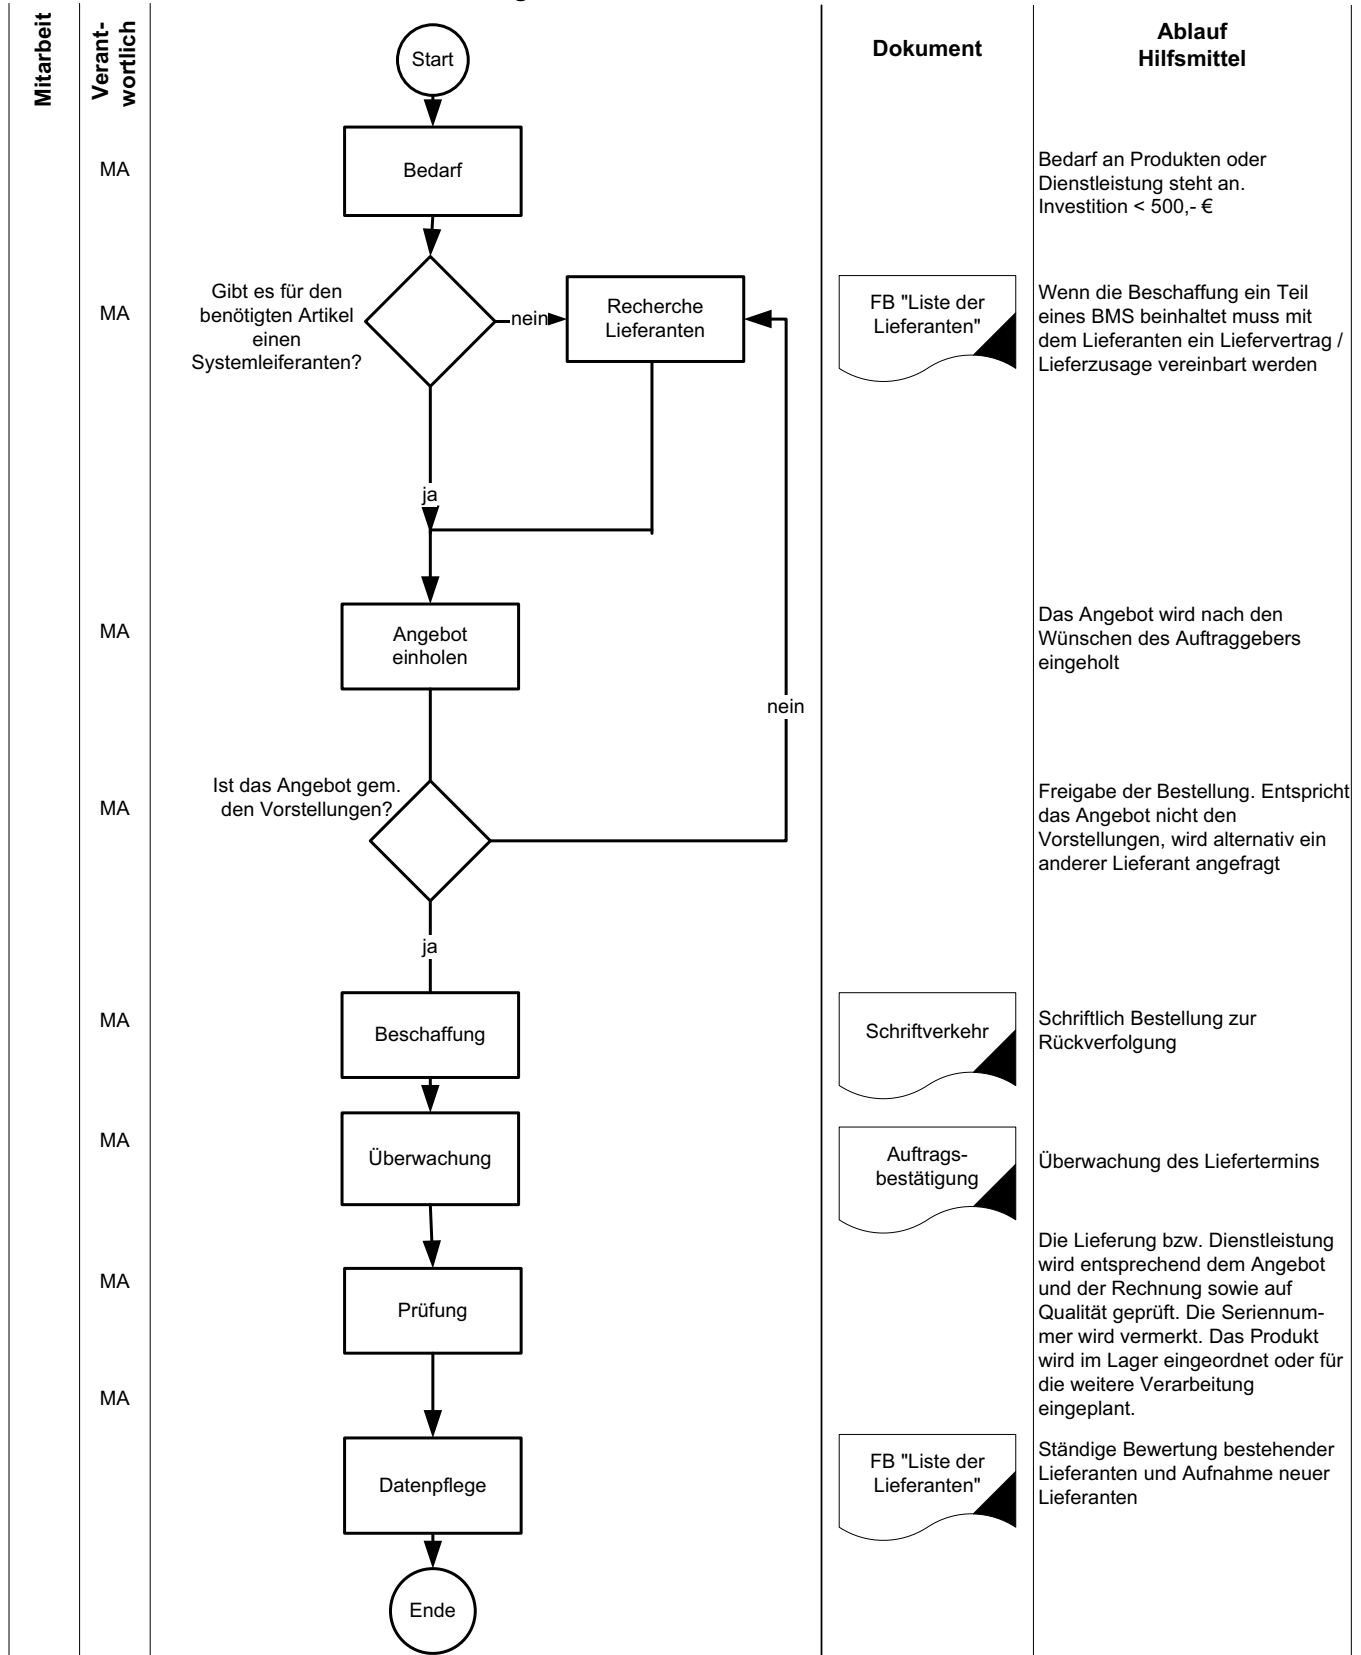 Mitarbeit
Verant-
wortlich
Start
Dokument
Ablauf
Hilfsmittel
MA
Bedarf
Bedarf an Produkten oder
Dienstleistung steht an.
Investition < 500,- €
MA
Gibt es für den
benötigten Artikel
einen
Systemleiferanten?
nein
Recherche
Lieferanten
FB "Liste der
Lieferanten"
Wenn die Beschaffung ein Teil
eines BMS beinhaltet muss mit
dem Lieferanten ein Liefervertrag /
Lieferzusage vereinbart werden
ja
MA
Angebot
einholen
Das Angebot wird nach den
Wünschen des Auftraggebers
eingeholt
nein
MA
Ist das Angebot gem.
den Vorstellungen?
Freigabe der Bestellung. Entspricht
das Angebot nicht den
Vorstellungen, wird alternativ ein
anderer Lieferant angefragt
ja
MA
Beschaffung
Schriftverkehr
Schriftlich Bestellung zur
Rückverfolgung
MA
Überwachung
Auftrags-
bestätigung
Überwachung des Liefertermins
MA
Prüfung
Die Lieferung bzw. Dienstleistung
wird entsprechend dem Angebot
und der Rechnung sowie auf
Qualität geprüft. Die Seriennum-
mer wird vermerkt. Das Produkt
wird im Lager eingeordnet oder für
die weitere Verarbeitung
eingeplant.
MA
Datenpflege
FB "Liste der
Lieferanten"
Ständige Bewertung bestehender
Lieferanten und Aufnahme neuer
Lieferanten
Ende